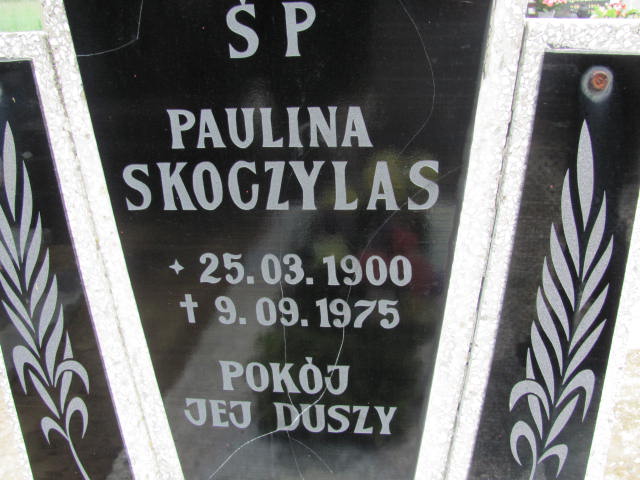 ŚP
PAULINA
SKOCZYLAS
✦ 25.03.1900
✝ 9.09.1975
POKÓJ
JEJ DUSZY